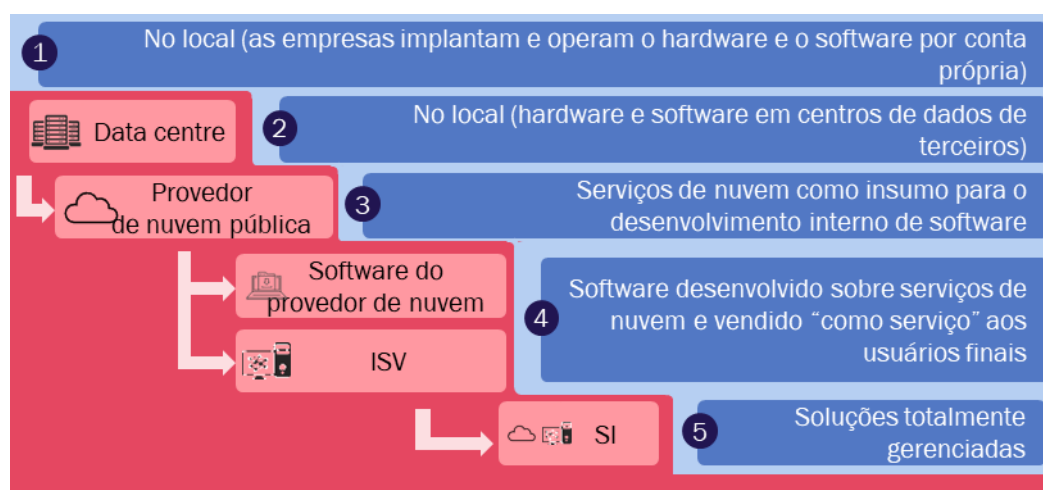 1
No local (as empresas implantam e operam o hardware e o software por conta
própria)
Data centre
2
No local (hardware e software em centros de dados de
terceiros)
Provedor
de nuvem pública
3
Serviços de nuvem como insumo para o
desenvolvimento interno de software
Software do
provedor de nuvem
ISV
4
Software desenvolvido sobre serviços de
nuvem e vendido “como serviço” aos
usuários finais
SI
5
Soluções totalmente
gerenciadas